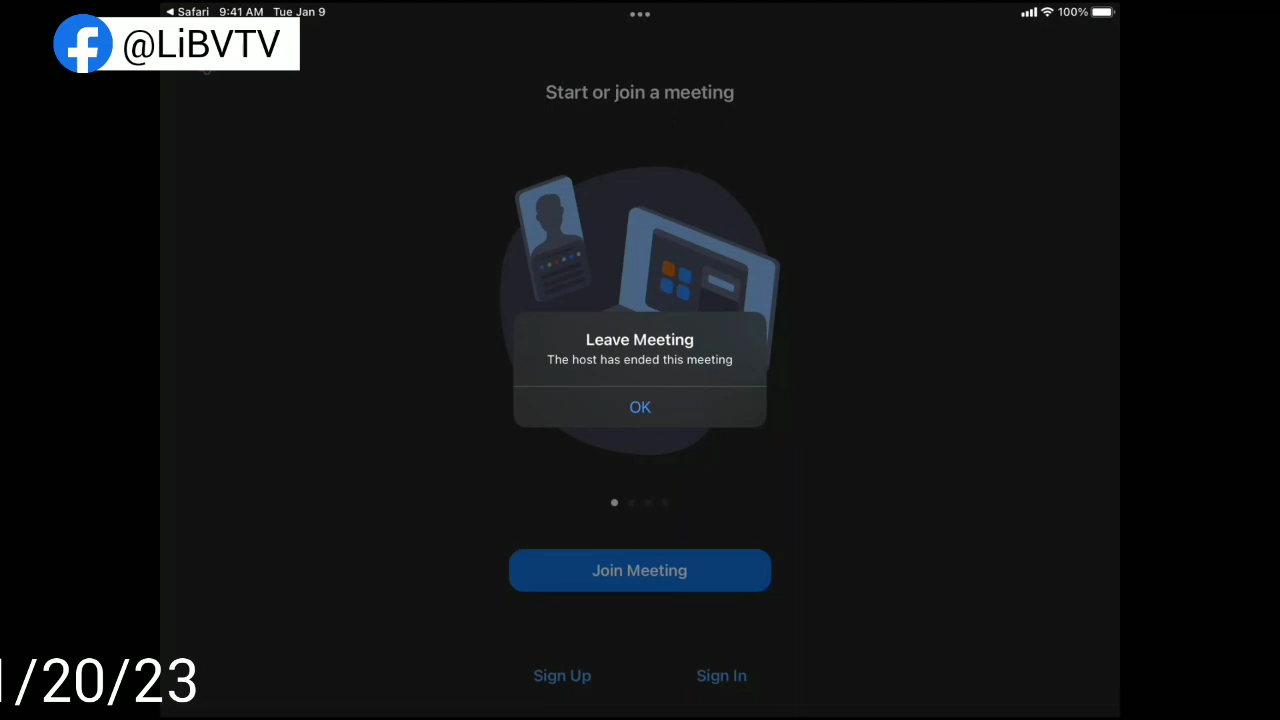 Safari 9:41 AM Tue Jan 9
100%
@LiBVTV
Start or join a meeting
Leave Meeting
The host has ended this meeting
OK
Join Meeting
Sign Up Sign In
/20/23